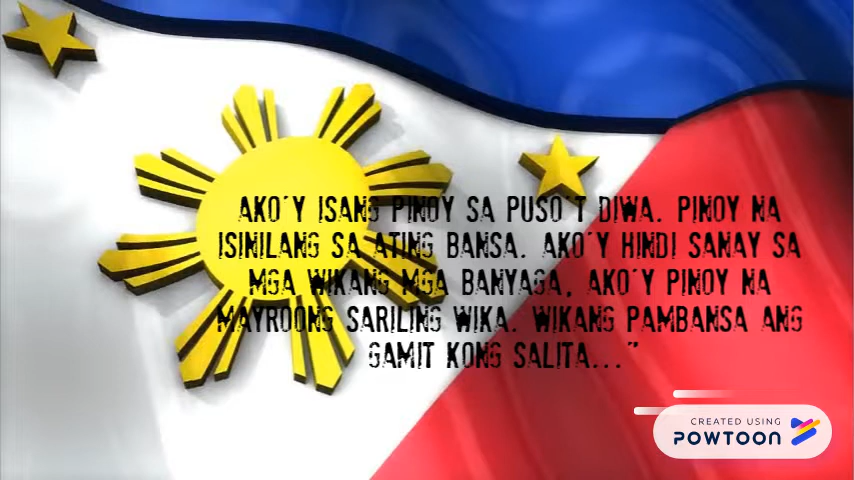 AKO'Y ISANG PINOY SA PUSO'T DIWA. PINOY NA
ISINILANG SA ATING BANSA. AKO'Y HINDI SANAY SA
MGA WIKANG MGA BANYAGA, AKO'Y PINOY NA
MAYROONG SARILING WIKA. WIKANG PAMBANSA ANG
GAMIT KONG SALITA..."
CREATED USING
POWTOON